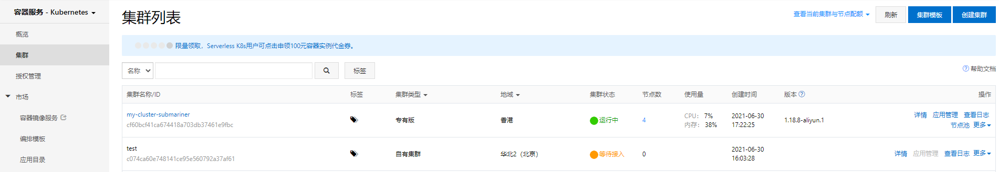 容器服务 - Kubernetes
概览
集群
授权管理
市场
容器镜像服务
编排模板
应用目录
集群列表
查看当前集群与节点配额
刷新
集群模板
创建集群
限量领取，Serverless K8s用户可点击申领100元容器实例代金券。
名称
标签
帮助文档
集群名称/ID 标签 集群类型 地域 集群状态 节点数 使用量 创建时间 版本 操作
my-cluster-submariner
cf60bcf41ca674418a703db37461e9fbc
专有版 香港 运行中 4
CPU： 7%
内存： 38%
2021-06-30
17:22:25
1.18.8-aliyun.1
详情 应用管理 查看日志
节点池 更多
test
c074ca60e748141ce95e560792a37af61
自有集群 华北2（北京） 等待接入 0
2021-06-30
16:03:28
详情 应用管理 查看日志 更多